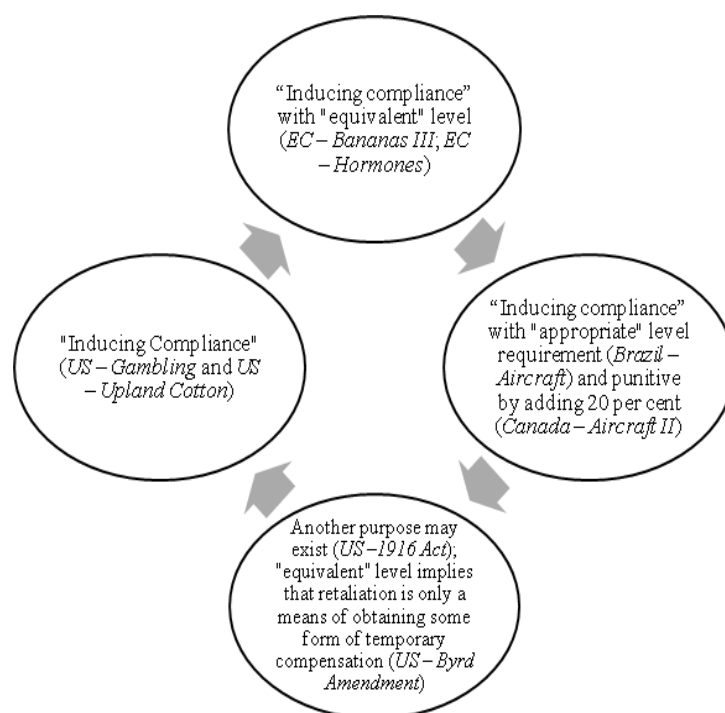 “Inducing compliance”
with "equivalent" level
(EC – Bananas III; EC
– Hormones)
“Inducing compliance”
with "appropriate" level
requirement (Brazil –
Aircraft) and punitive
by adding 20 per cent
(Canada – Aircraft II)
Another purpose may
exist (US –1916 Act);
"equivalent" level implies
that retaliation is only a
means of obtaining some
form of temporary
compensation (US – Byrd
Amendment)
"Inducing Compliance"
(US – Gambling and US
– Upland Cotton)